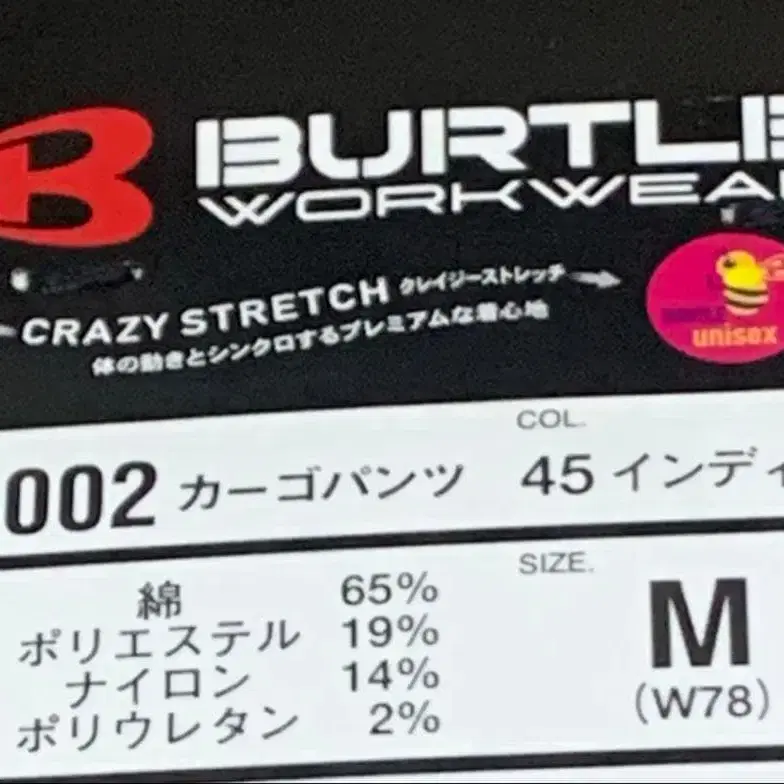 B BURTLE
WORKWEA
CRAZY STRETCH クレイジーストレッチ
体の動きとシンクロするプレミアムな着心地
unisex
COL.
002 カーゴパンツ 45 インディ
SIZE.
綿 65%
ポリエステル 19%
ナイロン 14%
ポリウレタン 2%
M
(W78)